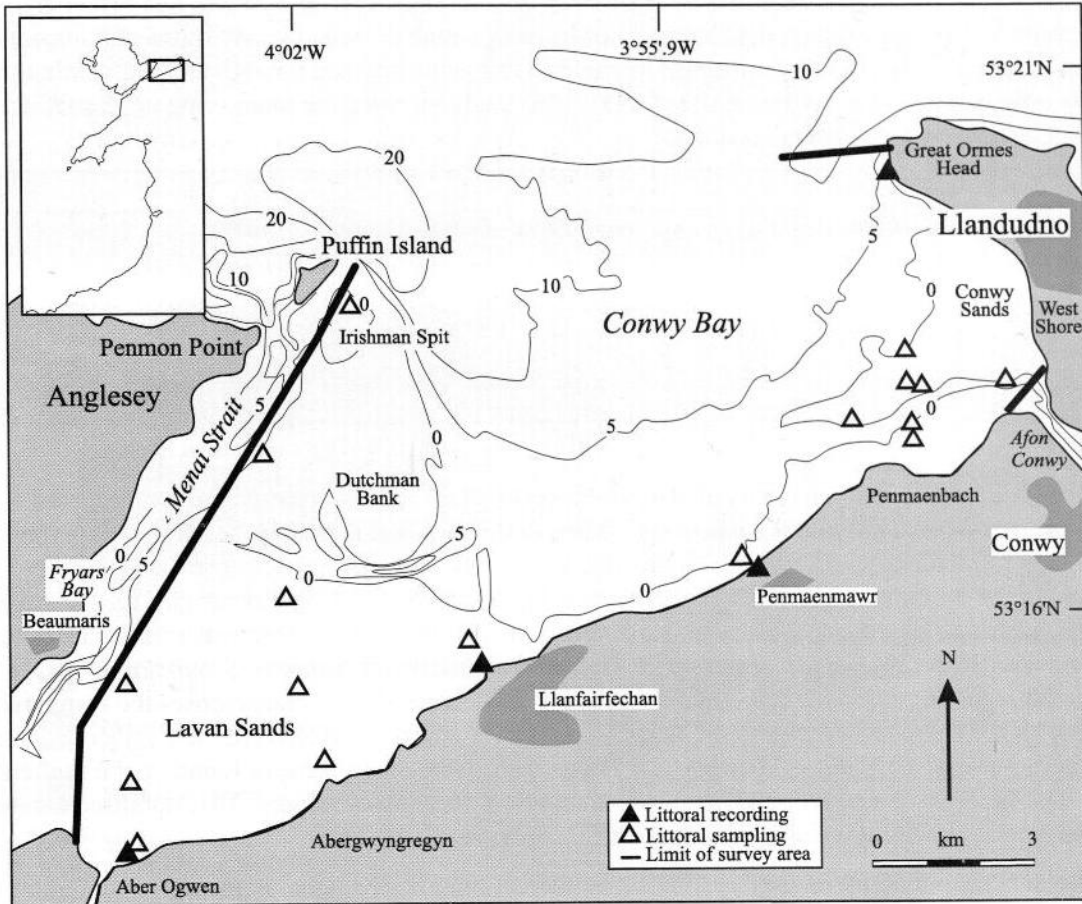 4°02'W
3°55.9'W
10
53°21'N
20
Great Ormes
Head
20
Llandudno
Puffin Island
5
10
10
0
Conwy
Sands
0
Conwy Bay
West
Shore
Irishman Spit
Penmon Point
Anglesey
5
0
5
0
Menai Strait
Afon
Conwy
Dutchman
Bank
Penmaenbach
5
0
Fryars
Bay
5
Conwy
0
0
Penmaenmawr
Beaumaris
53°16'N
N
Llanfairfechan
Lavan Sands
Littoral recording
Littoral sampling
Limit of survey area
Abergwyngregyn
0 km 3
Aber Ogwen